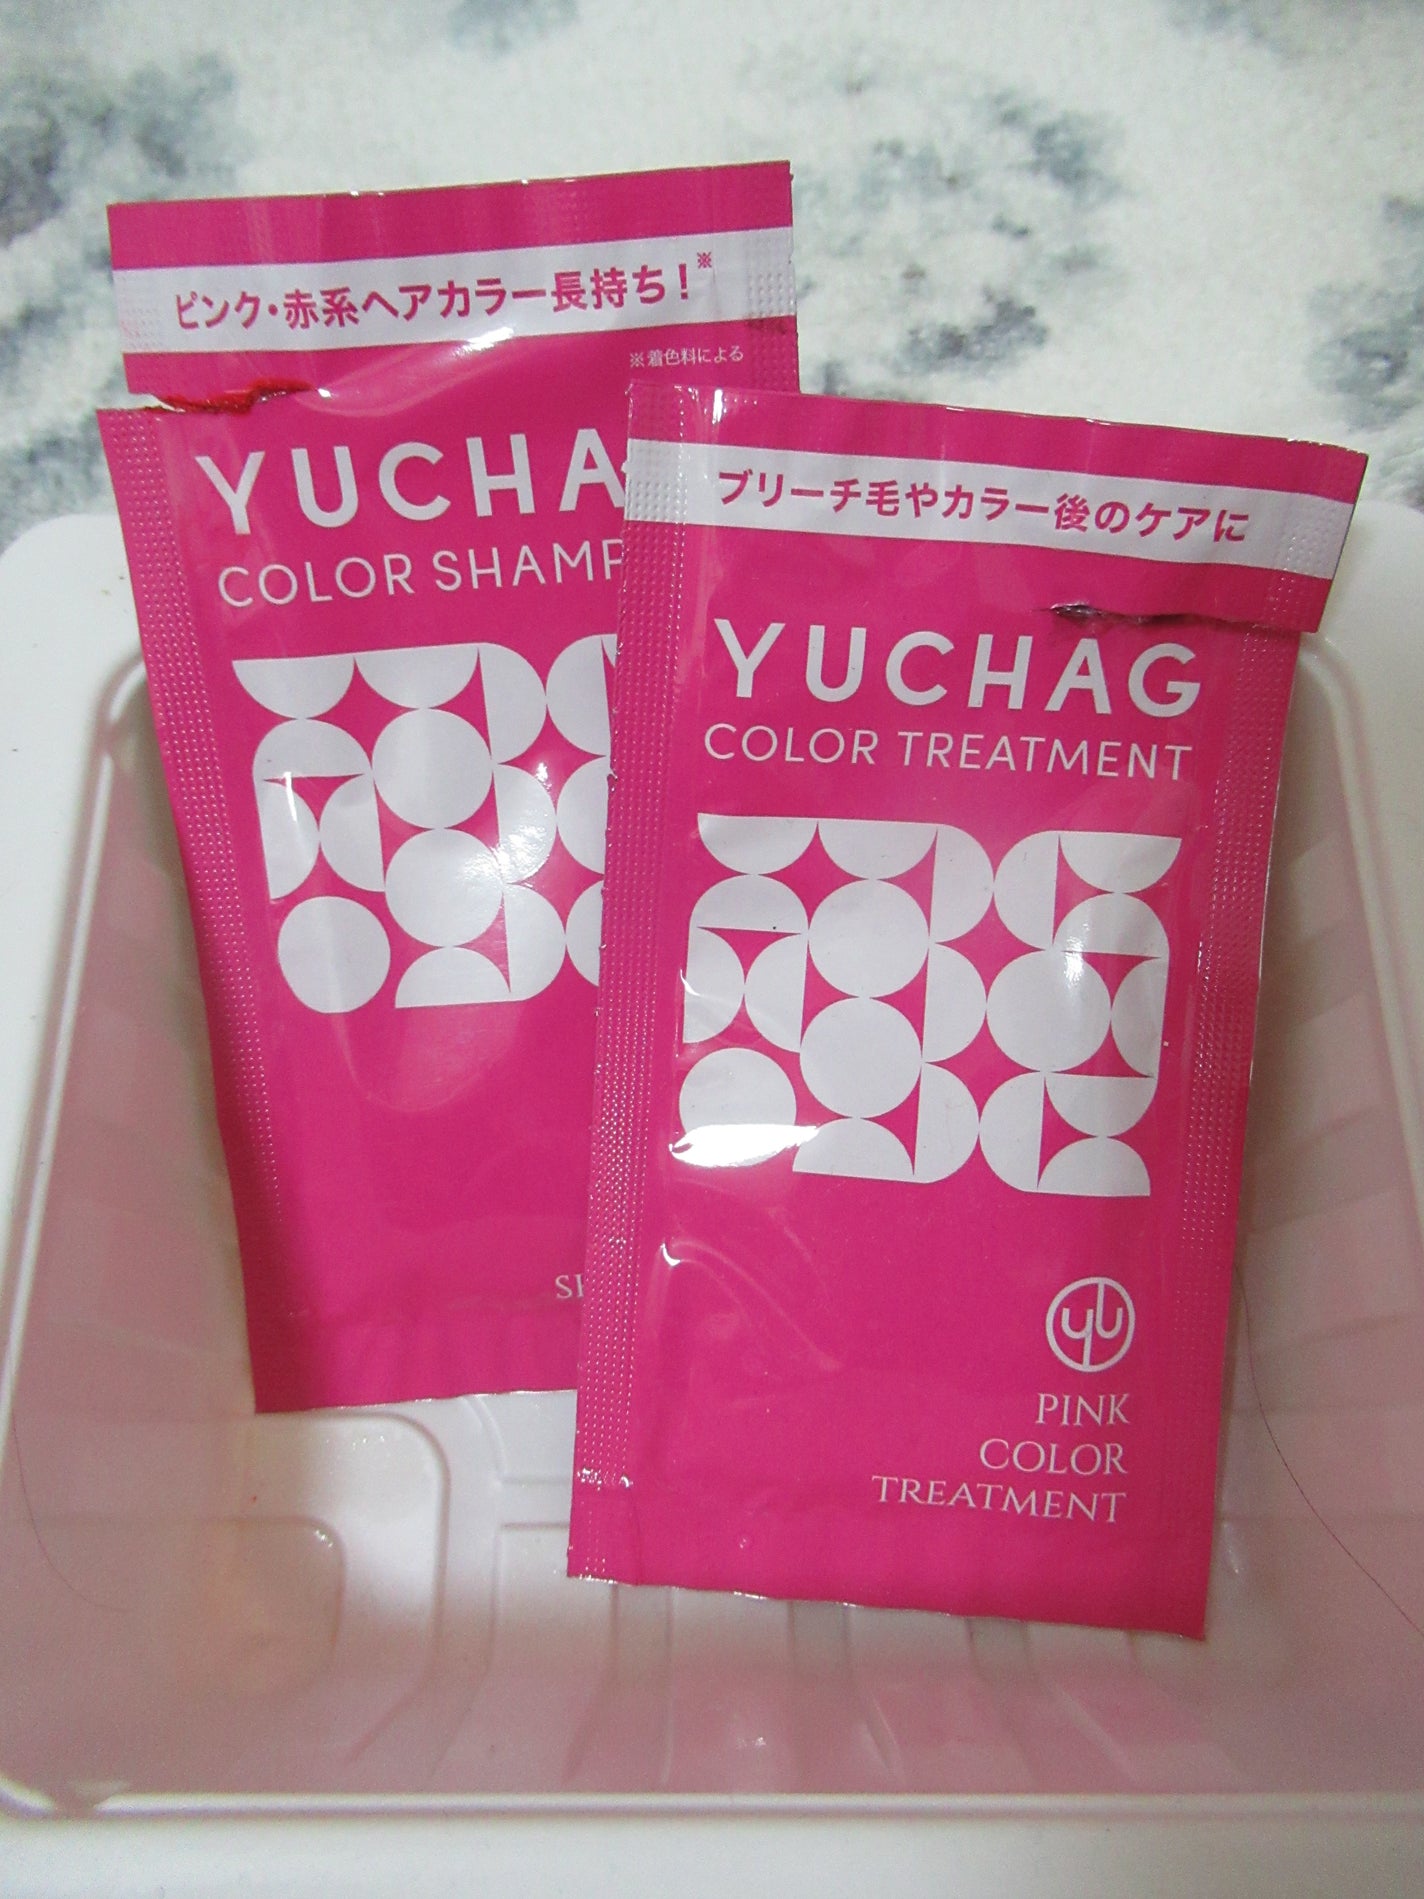 ピンク・赤系ヘアカラー長持ち！※
※着色料による
YUCHA
COLOR SHAMP
ブリーチ毛やカラー後のケアに
YUCHAG
COLOR TREATMENT
yu
PINK
COLOR
TREATMENT